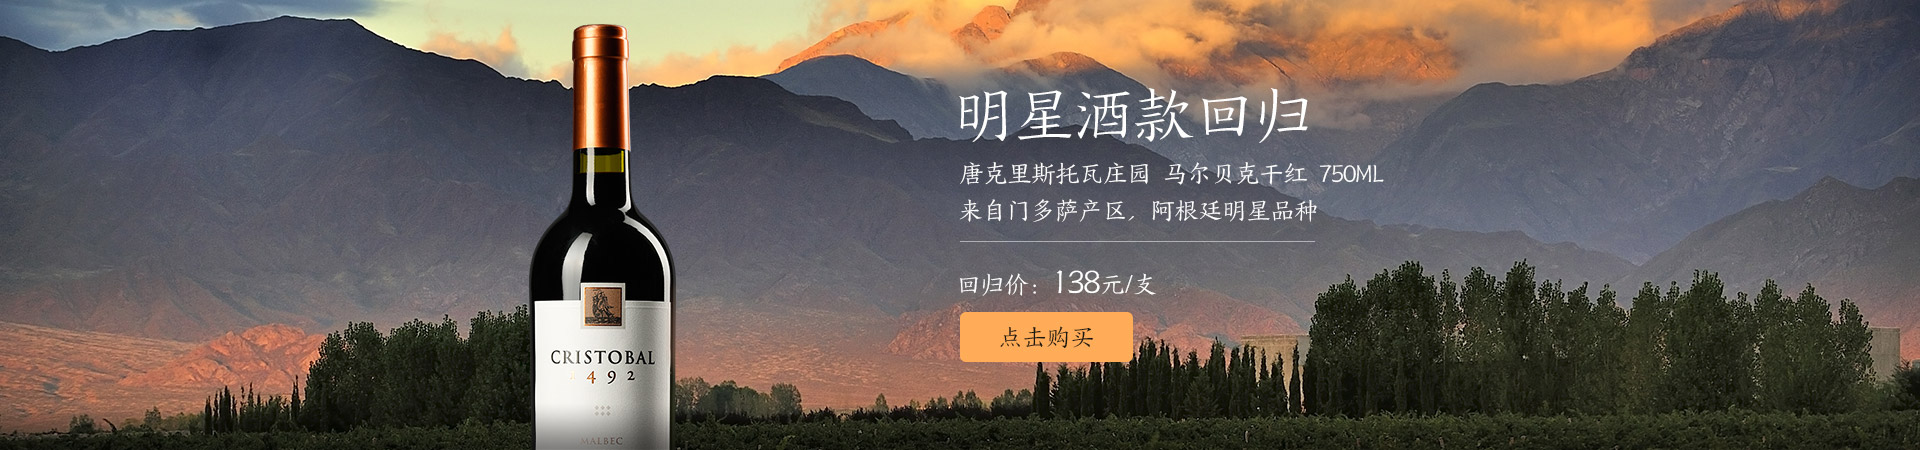 明星酒款回归
唐克里斯托瓦庄园 马尔贝克干红 750ML
来自门多萨产区，阿根廷明星品种
回归价：138元/支
点击购买
CRISTOBAL
492
MALBEC